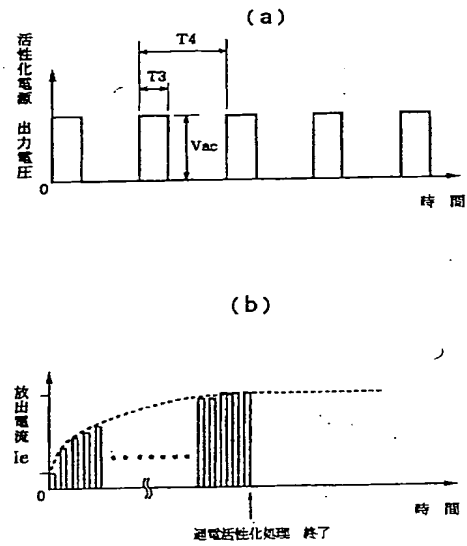 (a)
活性化電源 出力電圧
T4
T3
Vac
0
時 間
(b)
放出電流 Ie
0
時 間
通電活性化処理 終了